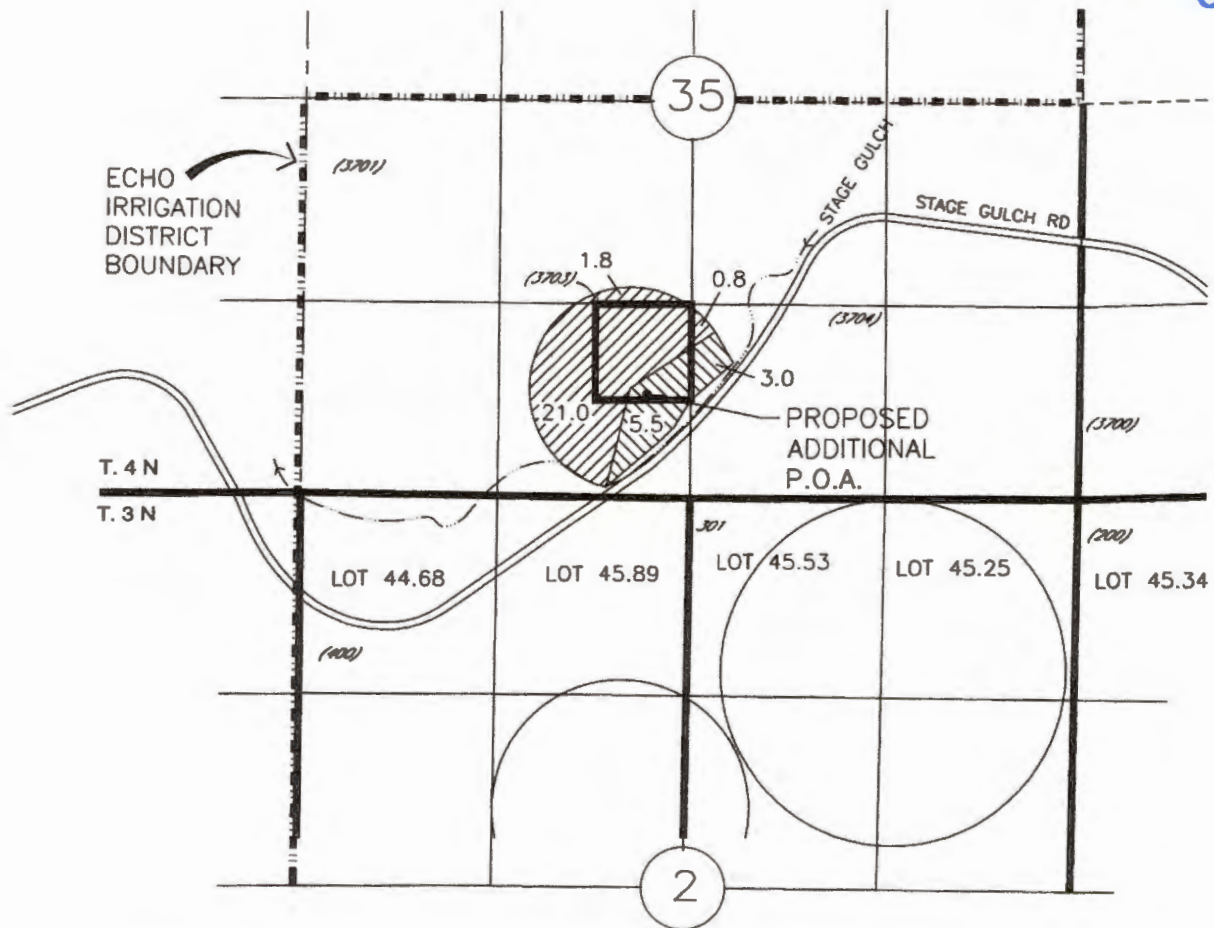 35
(3701)
ECHO
IRRIGATION
DISTRICT
BOUNDARY
STAGE GULCH
STAGE GULCH RD
1.8
(3703)
0.8
(3704)
3.0
21.0
5.5
PROPOSED
ADDITIONAL
P.O.A.
(3700)
T. 4 N
T. 3 N
301
(200)
LOT 44.68
LOT 45.89
LOT 45.53
LOT 45.25
LOT 45.34
(400)
2